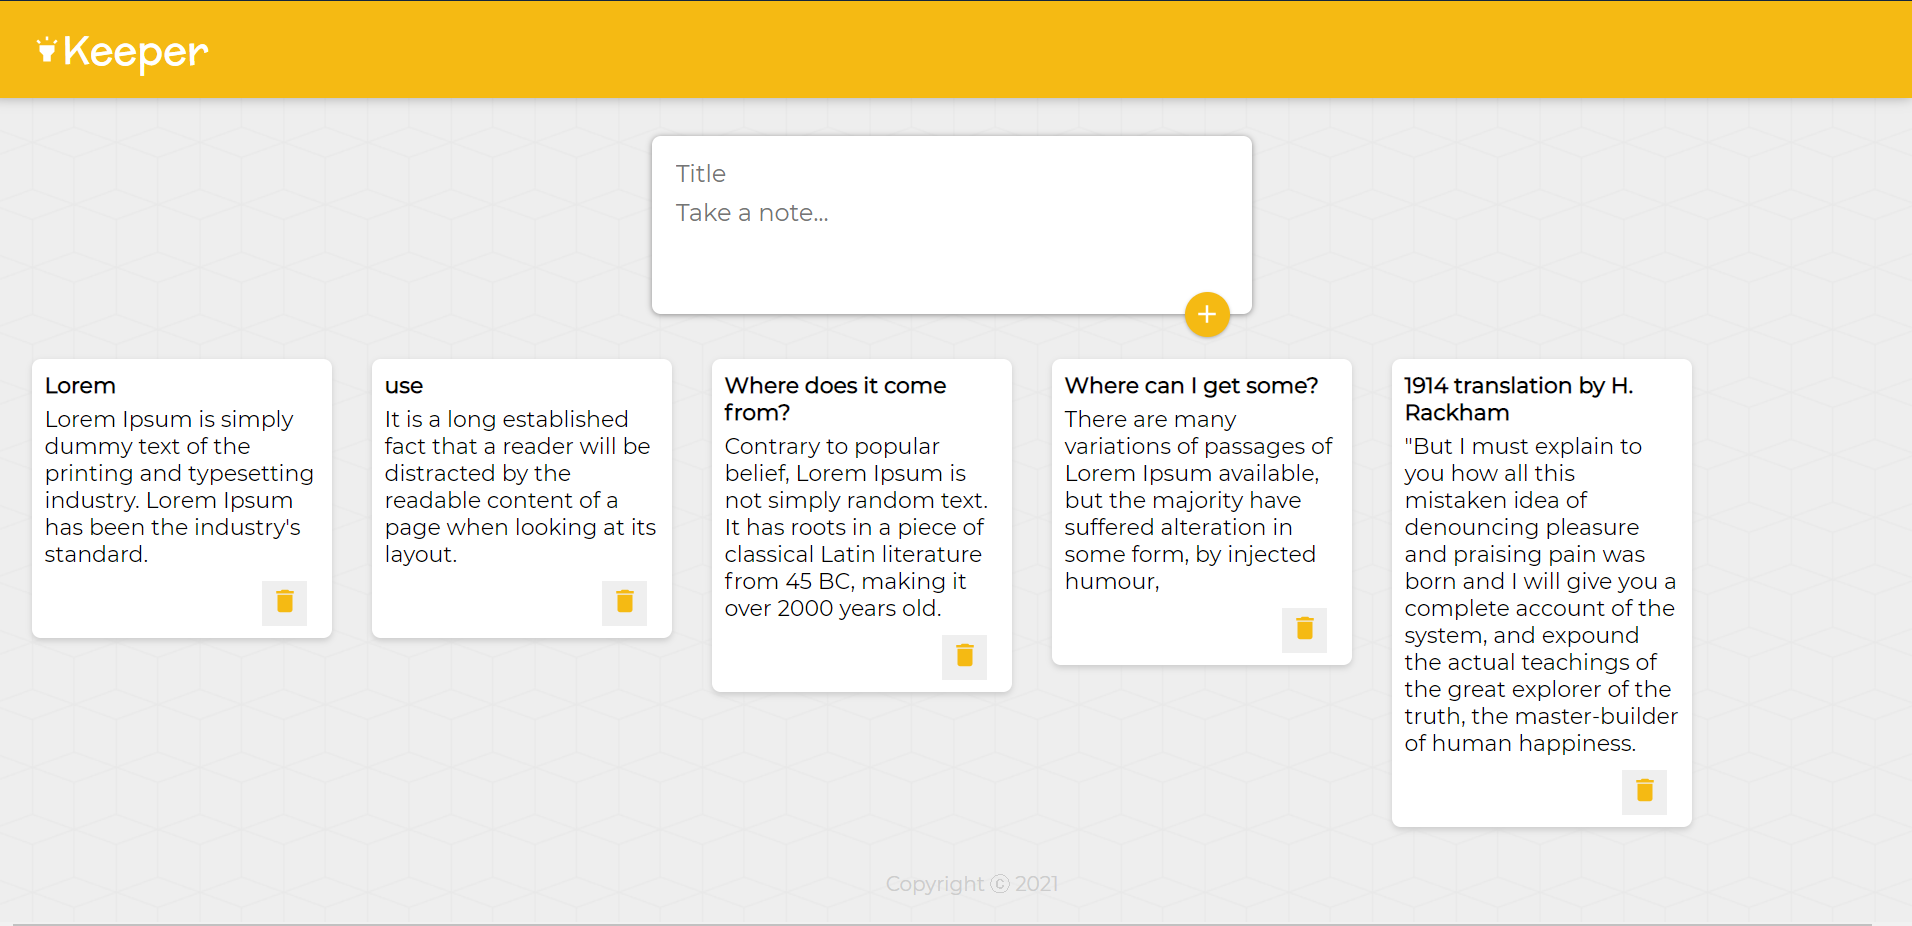 Keeper
Title
Take a note...
Lorem
Lorem Ipsum is simply
dummy text of the
printing and typesetting
industry. Lorem Ipsum
has been the industry's
standard.
use
It is a long established
fact that a reader will be
distracted by the
readable content of a
page when looking at its
layout.
Where does it come
from?
Contrary to popular
belief, Lorem Ipsum is
not simply random text.
It has roots in a piece of
classical Latin literature
from 45 BC, making it
over 2000 years old.
Where can I get some?
There are many
variations of passages of
Lorem Ipsum available,
but the majority have
suffered alteration in
some form, by injected
humour,
1914 translation by H.
Rackham
"But I must explain to
you how all this
mistaken idea of
denouncing pleasure
and praising pain was
born and I will give you a
complete account of the
system, and expound
the actual teachings of
the great explorer of the
truth, the master-builder
of human happiness.
Copyright ⓒ 2021